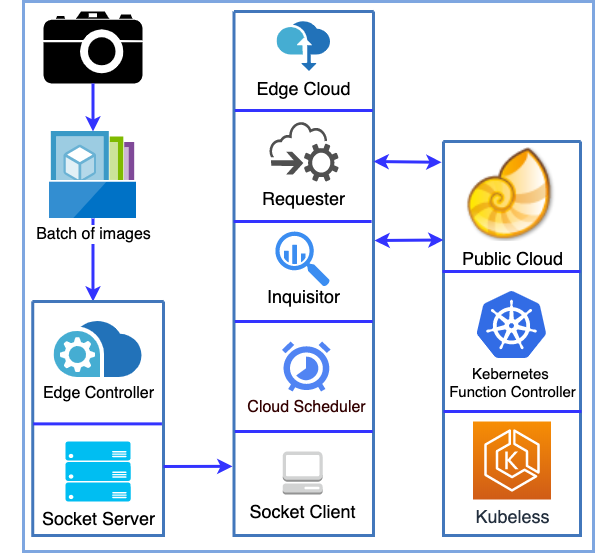 Batch of images
Edge Controller
Socket Server
Edge Cloud
Requester
Inquisitor
Cloud Scheduler
Socket Client
Public Cloud
Kebernetes
Function Controller
K
Kubeless